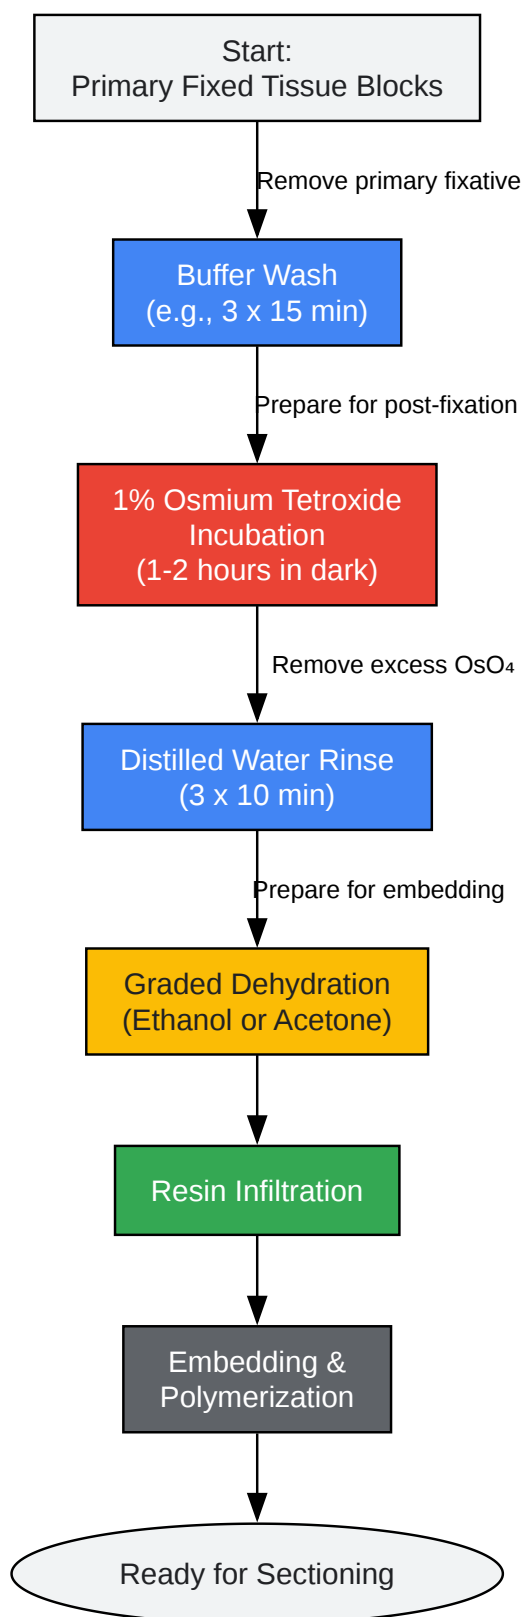 Start:
Primary Fixed Tissue Blocks
Remove primary fixative
Buffer Wash
(e.g., 3 x 15 min)
Prepare for post-fixation
1% Osmium Tetroxide
Incubation
(1-2 hours in dark)
Remove excess OsO₄
Distilled Water Rinse
(3 x 10 min)
Prepare for embedding
Graded Dehydration
(Ethanol or Acetone)
Resin Infiltration
Embedding &
Polymerization
Ready for Sectioning